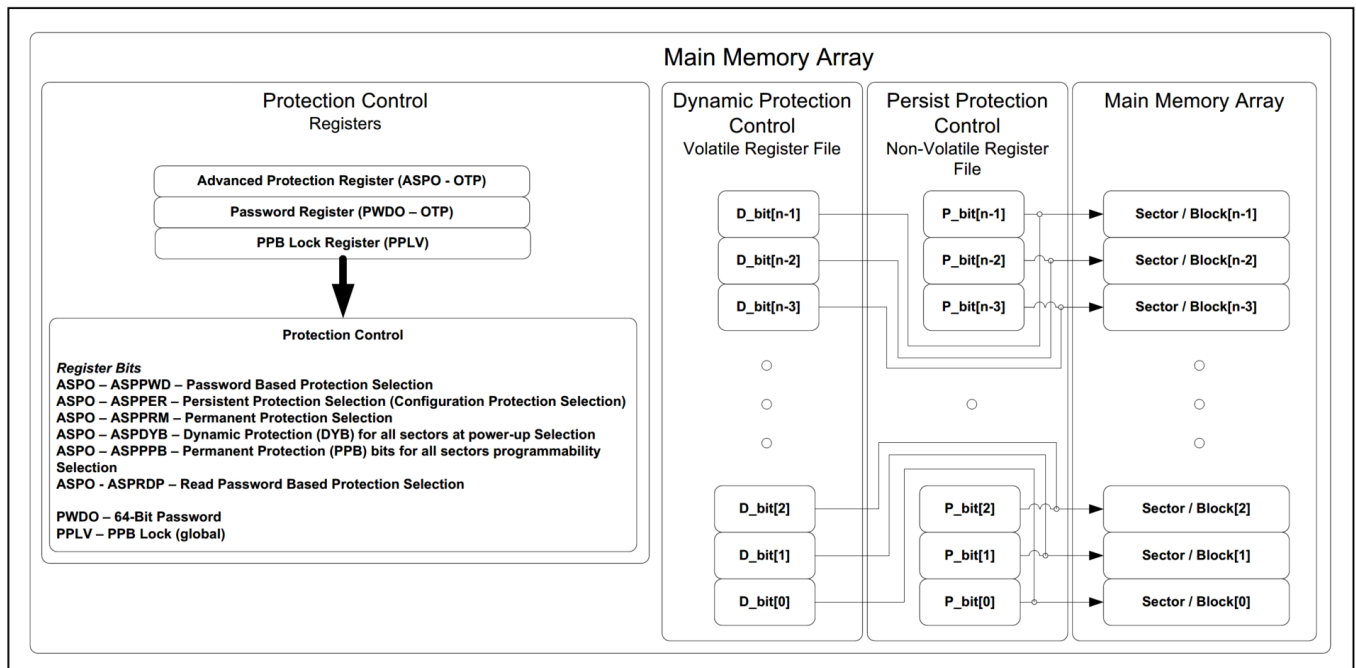 Main Memory Array
Protection Control
Registers
Advanced Protection Register (ASPO - OTP)
Password Register (PWDO – OTP)
PPB Lock Register (PPLV)
Protection Control
Register Bits
ASPO – ASPPWD – Password Based Protection Selection
ASPO – ASPPER – Persistent Protection Selection (Configuration Protection Selection)
ASPO – ASPPRM – Permanent Protection Selection
ASPO – ASPDYB – Dynamic Protection (DYB) for all sectors at power-up Selection
ASPO – ASPPPB – Permanent Protection (PPB) bits for all sectors programmability
Selection
ASPO - ASPRDP – Read Password Based Protection Selection
PWDO – 64-Bit Password
PPLV – PPB Lock (global)
Dynamic Protection
Control
Volatile Register File
D_bit[n-1]
D_bit[n-2]
D_bit[n-3]
D_bit[2]
D_bit[1]
D_bit[0]
Persist Protection
Control
Non-Volatile Register
File
P_bit[n-1]
P_bit[n-2]
P_bit[n-3]
P_bit[2]
P_bit[1]
P_bit[0]
Main Memory Array
Sector / Block[n-1]
Sector / Block[n-2]
Sector / Block[n-3]
Sector / Block[2]
Sector / Block[1]
Sector / Block[0]